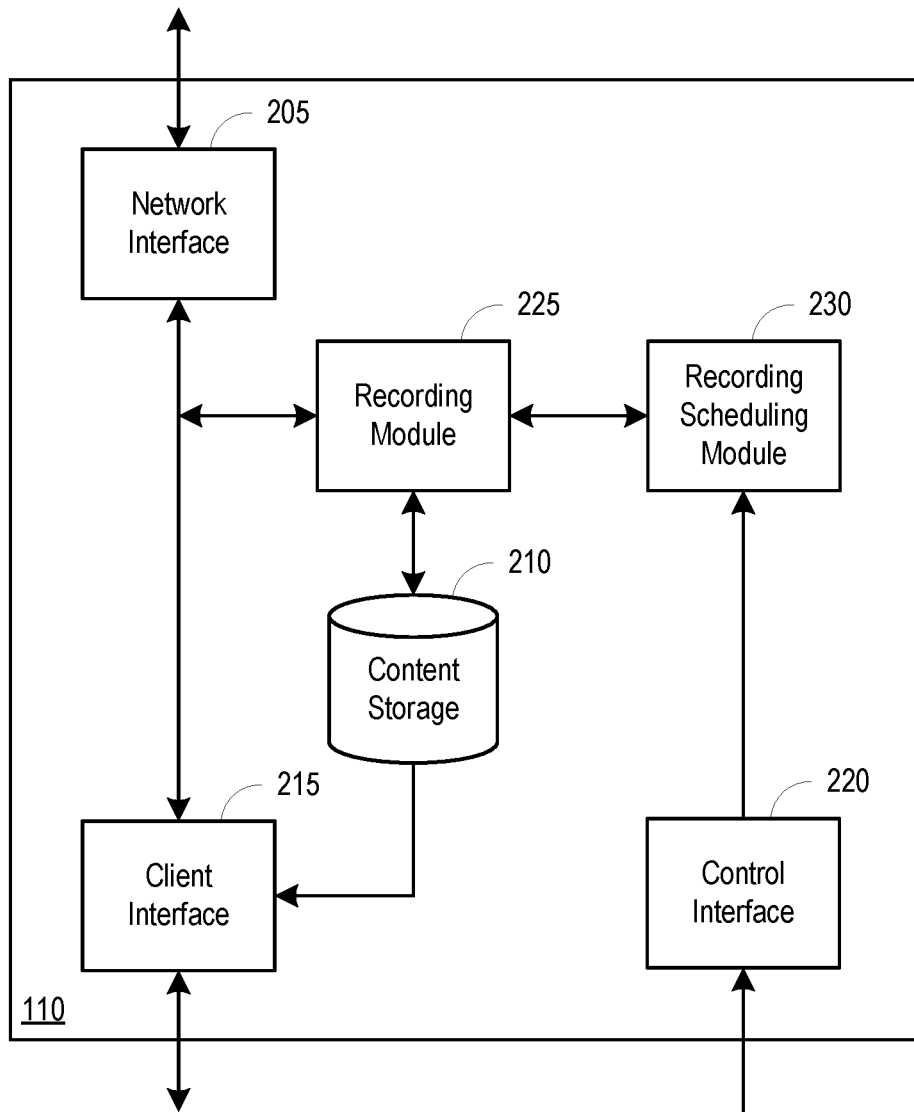 205
Network
Interface
225
230
Recording
Module
Recording
Scheduling
Module
210
Content
Storage
215
220
Client
Interface
Control
Interface
110